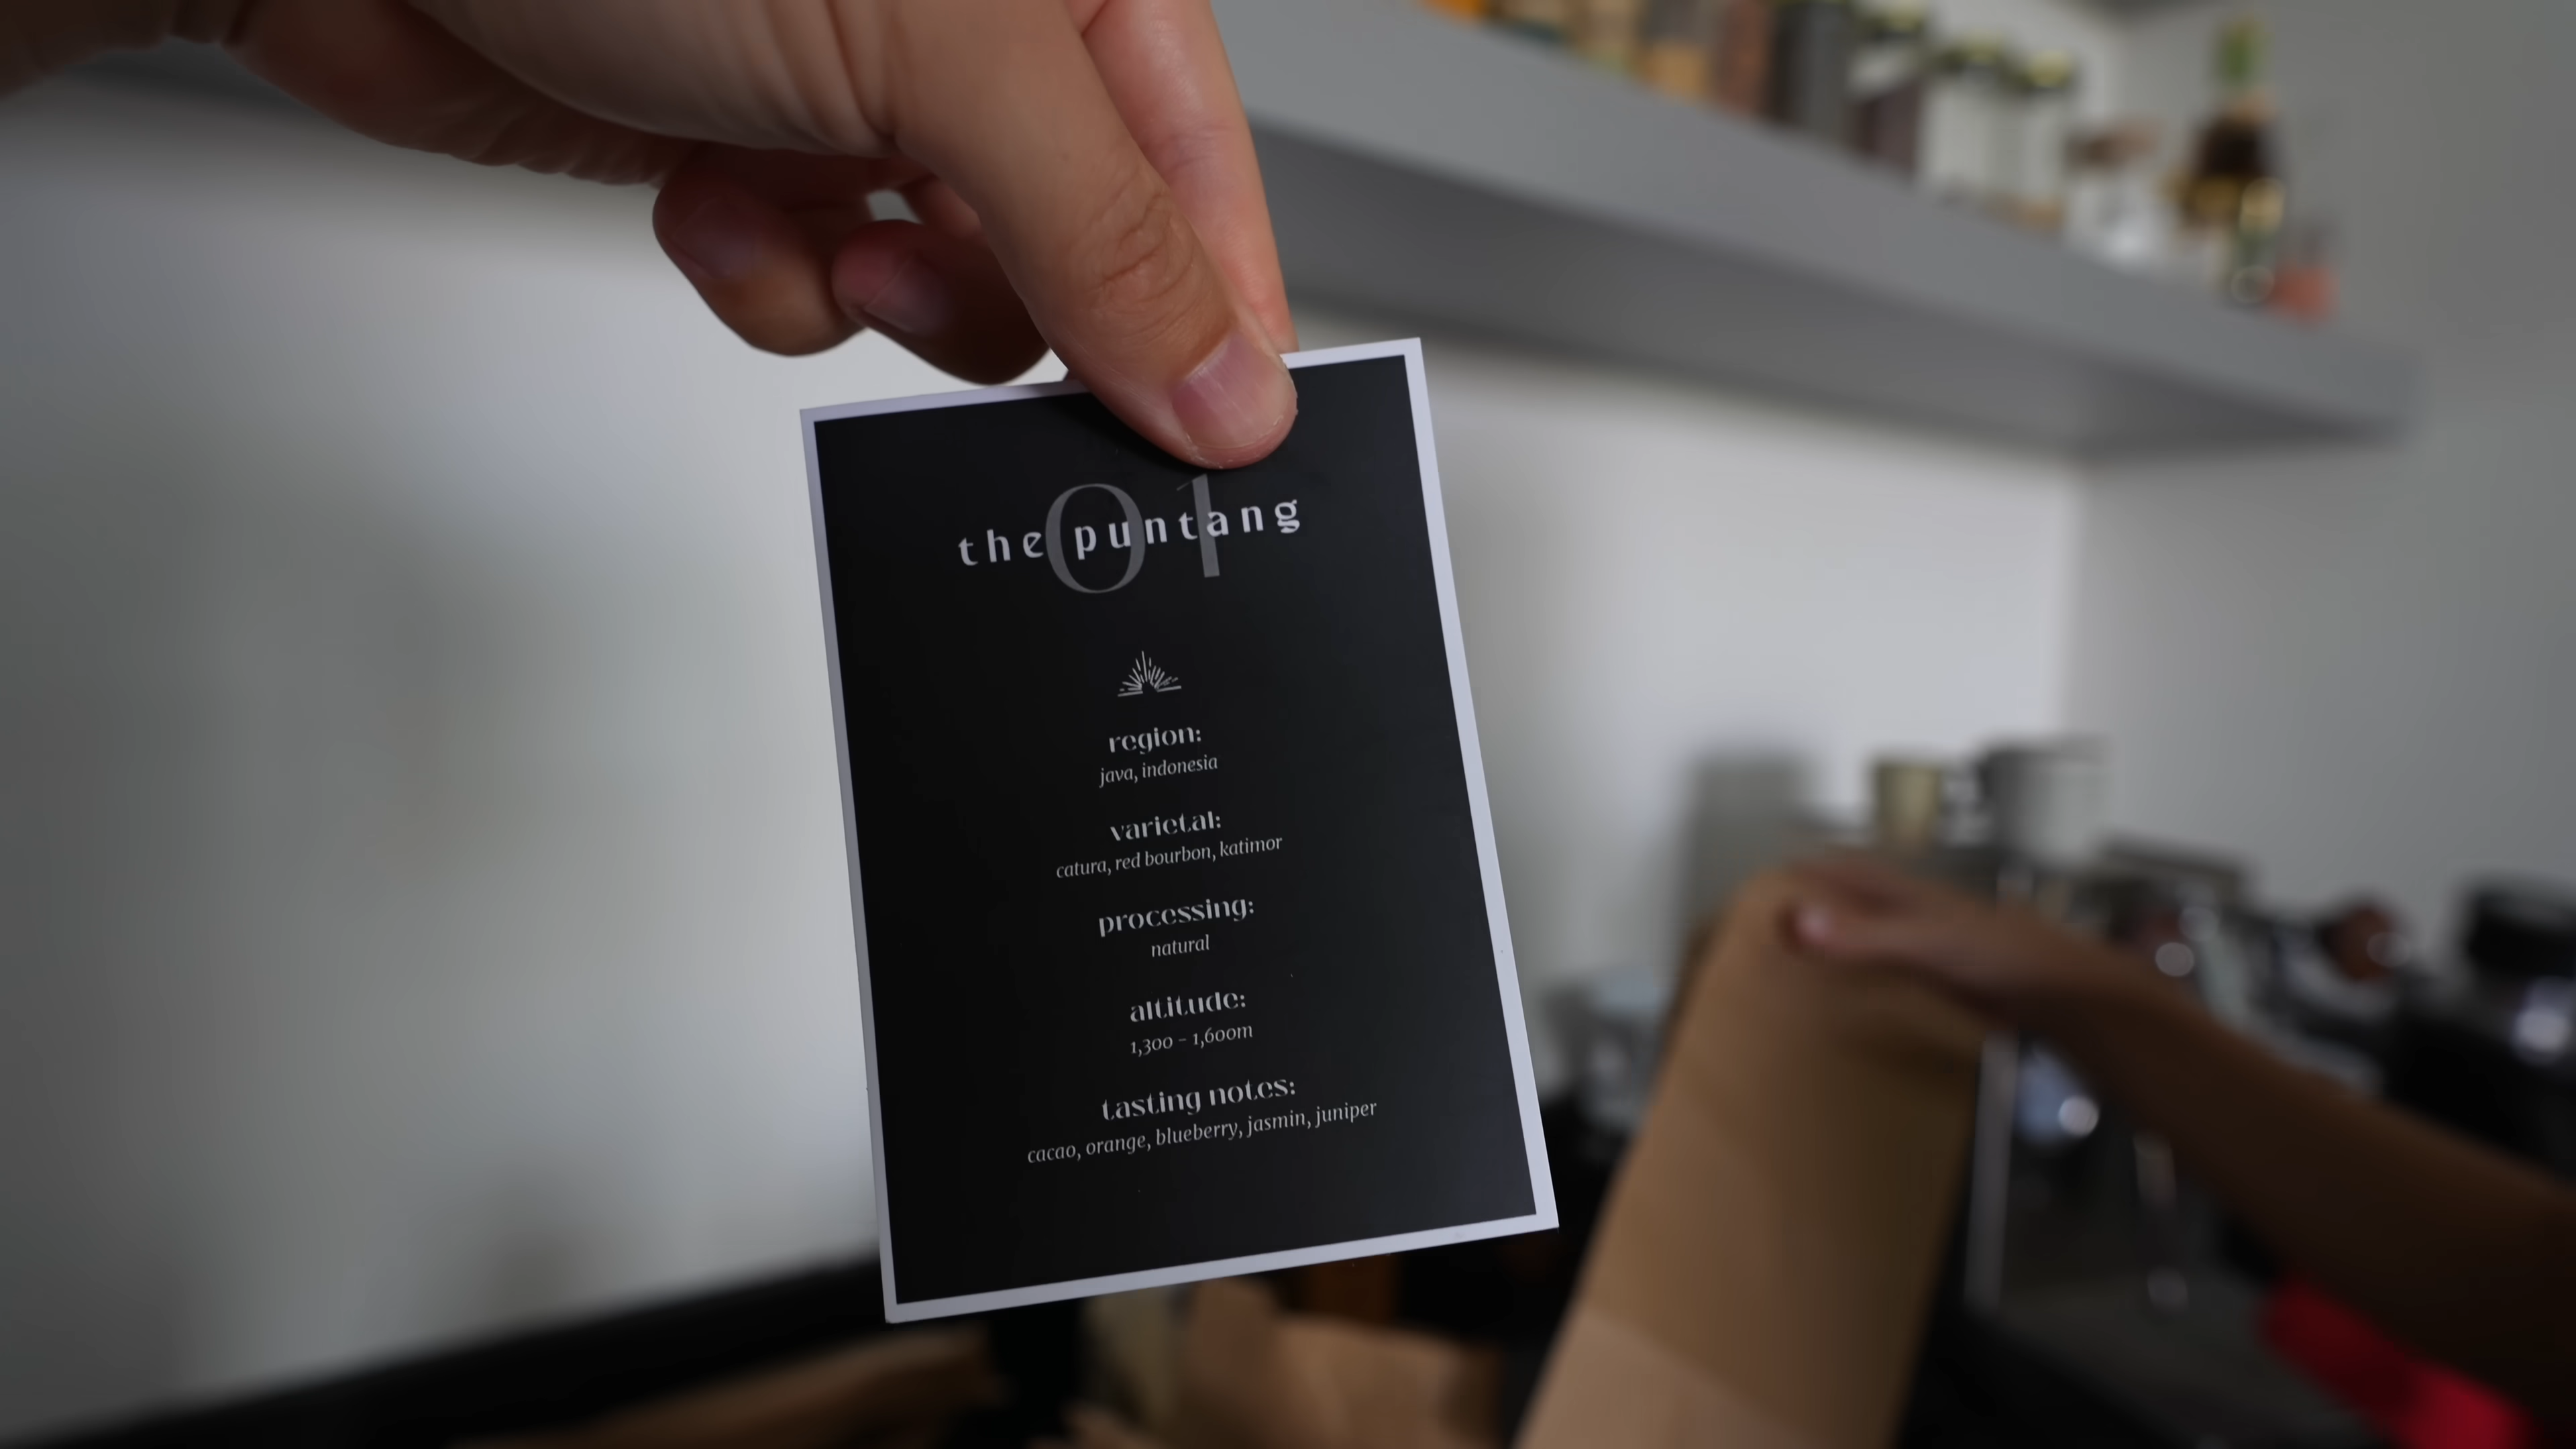 01
the puntang
region:
java, indonesia
varietal:
catura, red bourbon, katimor
processing:
natural
altitude:
1,300 - 1,600m
tasting notes:
cacao, orange, blueberry, jasmin, juniper